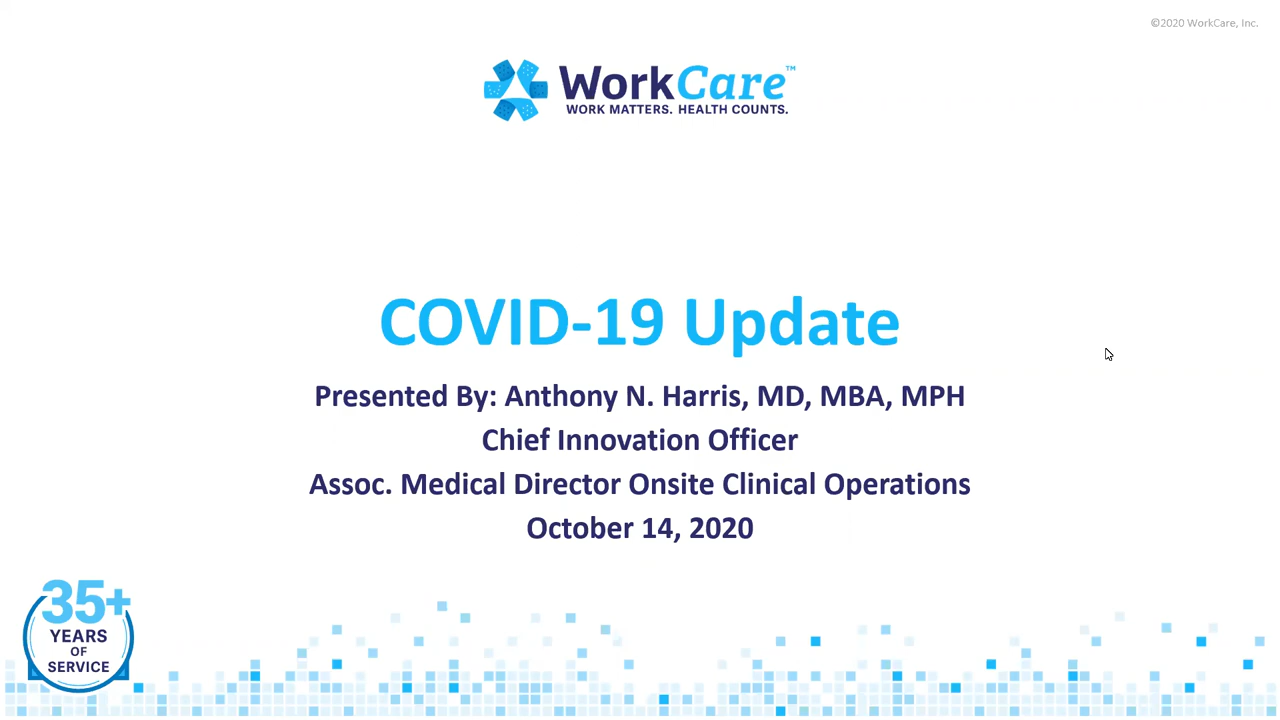 ©2020 WorkCare, Inc.
WorkCare™
WORK MATTERS. HEALTH COUNTS.
COVID-19 Update
Presented By: Anthony N. Harris, MD, MBA, MPH
Chief Innovation Officer
Assoc. Medical Director Onsite Clinical Operations
October 14, 2020
35+
YEARS
OF
SERVICE